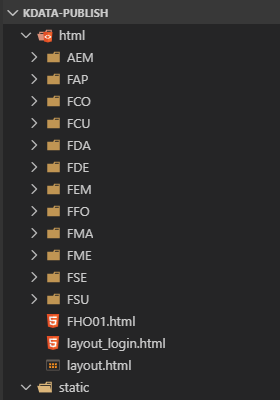 KDATA-PUBLISH
html
AEM
FAP
FCO
FCU
FDA
FDE
FEM
FFO
FMA
FME
FSE
FSU
FHO01.html
layout_login.html
layout.html
static